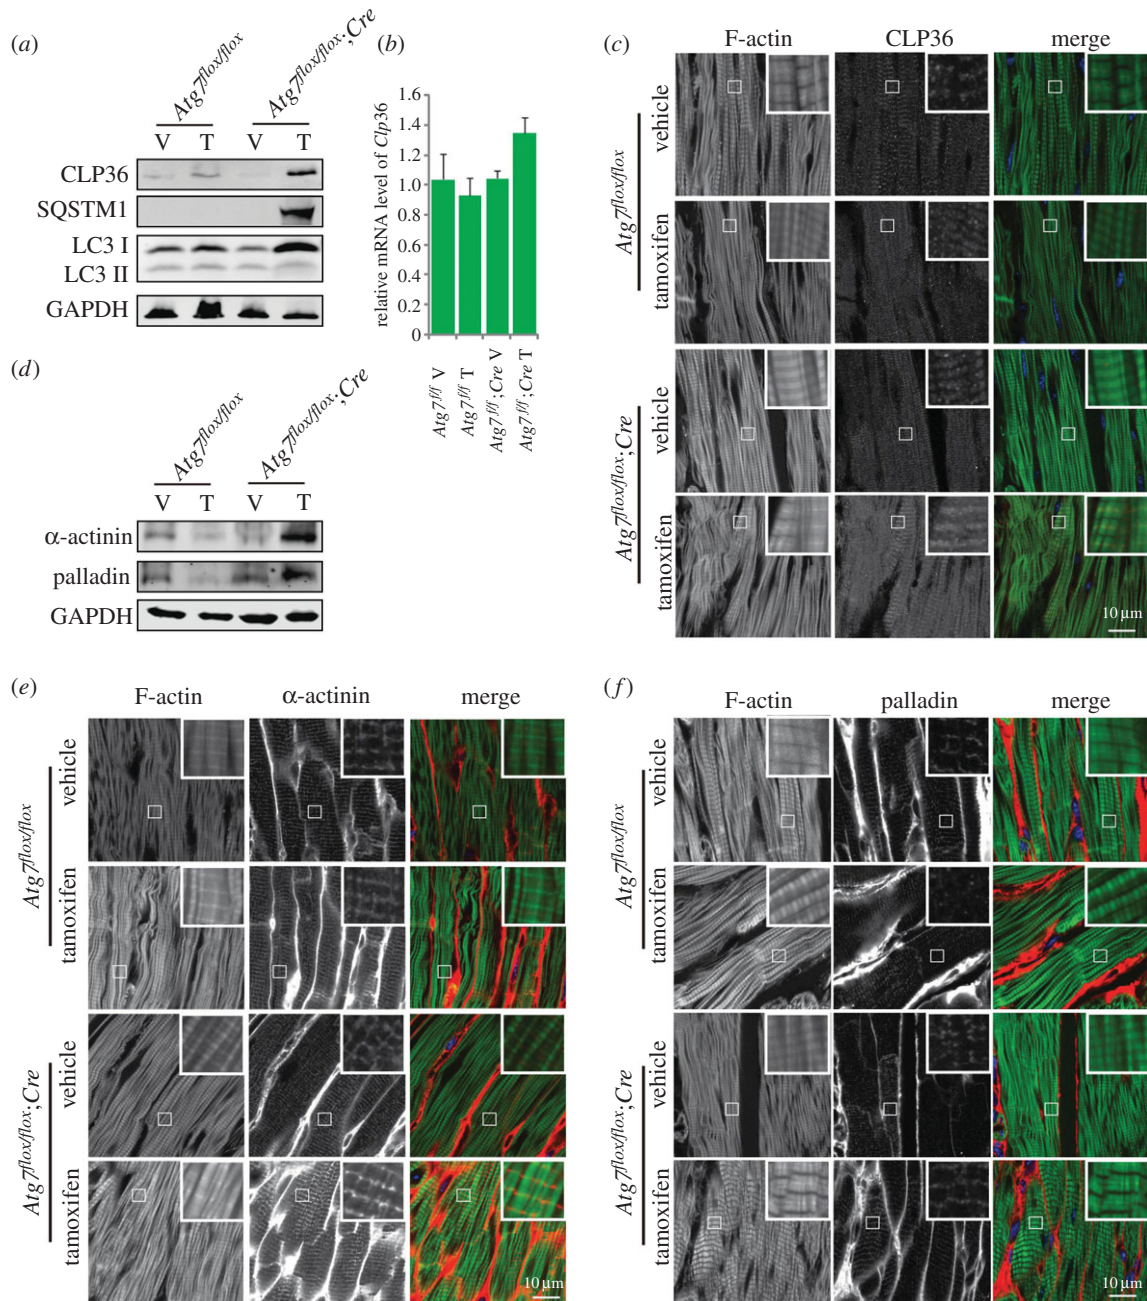 (a)
Atg7flox/flox
Atg7flox/flox;Cre
V T V T
CLP36
SQSTM1
LC3 I
LC3 II
GAPDH
(b)
relative mRNA level of Clp36
1.6
1.4
1.2
1.0
0.8
0.6
0.4
0.2
0
Atg7f/f V
Atg7f/f T
Atg7f/f;Cre V
Atg7f/f;Cre T
(c)
F-actin CLP36 merge
Atg7flox/flox
vehicle
tamoxifen
Atg7flox/flox;Cre
vehicle
tamoxifen
10 µm
(d)
Atg7flox/flox
Atg7flox/flox;Cre
V T V T
α-actinin
palladin
GAPDH
(e)
F-actin α-actinin merge
Atg7flox/flox
vehicle
tamoxifen
Atg7flox/flox;Cre
vehicle
tamoxifen
10 µm
(f)
F-actin palladin merge
Atg7flox/flox
vehicle
tamoxifen
Atg7flox/flox;Cre
vehicle
tamoxifen
10 µm